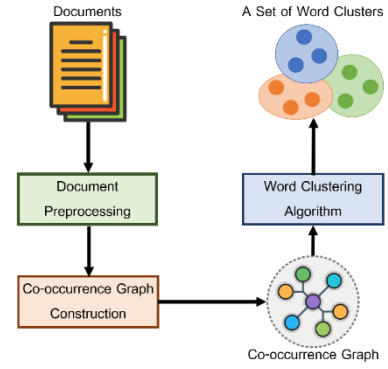 Documents
A Set of Word Clusters
Document
Preprocessing
Word Clustering
Algorithm
Co-occurrence Graph
Construction
Co-occurrence Graph